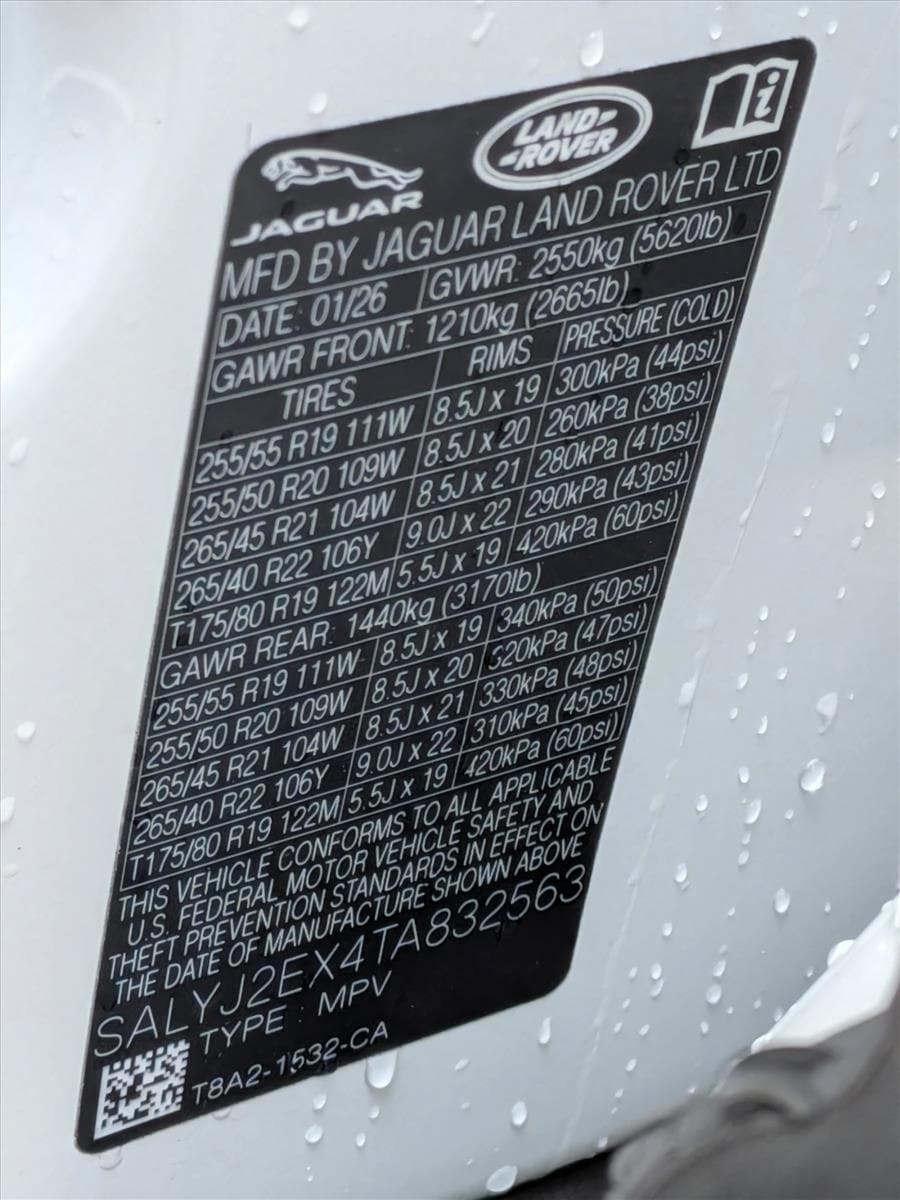 JAGUAR
LAND-
-ROVER
i
MFD BY JAGUAR LAND ROVER LTD
DATE: 01/26 GVWR: 2550kg (5620lb)
GAWR FRONT: 1210kg (2665lb)
TIRES RIMS PRESSURE (COLD)
255/55 R19 111W 8.5J x 19 300kPa (44psi)
255/50 R20 109W 8.5J x 20 260kPa (38psi)
265/45 R21 104W 8.5J x 21 280kPa (41psi)
265/40 R22 106Y 9.0J x 22 290kPa (43psi)
T175/80 R19 122M 5.5J x 19 420kPa (60psi)
GAWR REAR: 1440kg (3170lb)
255/55 R19 111W 8.5J x 19 340kPa (50psi)
255/50 R20 109W 8.5J x 20 320kPa (47psi)
265/45 R21 104W 8.5J x 21 330kPa (48psi)
265/40 R22 106Y 9.0J x 22 310kPa (45psi)
T175/80 R19 122M 5.5J x 19 420kPa (60psi)
THIS VEHICLE CONFORMS TO ALL APPLICABLE
U.S. FEDERAL MOTOR VEHICLE SAFETY AND
THEFT PREVENTION STANDARDS IN EFFECT ON
THE DATE OF MANUFACTURE SHOWN ABOVE
SALYJ2EX4TA832563
TYPE : MPV
T8A2-1532-CA